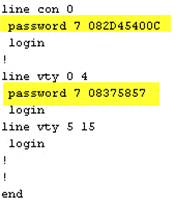 line con 0
password 7 082D45400C
login
!
line vty 0 4
password 7 08375857
login
line vty 5 15
login
!
!
end